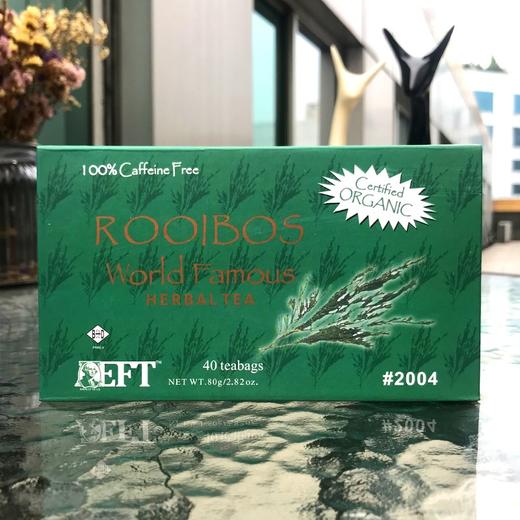 100% Caffeine Free
Certified
ORGANIC
ROOIBOS
World Famous
HERBAL TEA
EFT
40 teabags
NET WT. 80g/2.82oz.
#2004